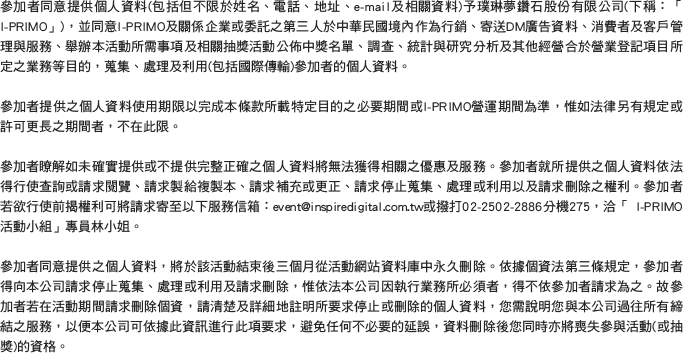 參加者同意提供個人資料(包括但不限於姓名、電話、地址、e-mail及相關資料)予璞琳夢鑽石股份有限公司(下稱：「
I-PRIMO」)，並同意I-PRIMO及關係企業或委託之第三人於中華民國境內作為行銷、寄送DM廣告資料、消費者及客戶管
理與服務、舉辦本活動所需事項及相關抽獎活動公佈中獎名單、調查、統計與研究分析及其他經營合於營業登記項目所
定之業務等目的，蒐集、處理及利用(包括國際傳輸)參加者的個人資料。
參加者提供之個人資料使用期限以完成本條款所載特定目的之必要期間或I-PRIMO營運期間為準，惟如法律另有規定或
許可更長之期間者，不在此限。
參加者瞭解如未確實提供或不提供完整正確之個人資料將無法獲得相關之優惠及服務。參加者就所提供之個人資料依法
得行使查詢或請求閱覽、請求製給複製本、請求補充或更正、請求停止蒐集、處理或利用以及請求刪除之權利。參加者
若欲行使前揭權利可將請求寄至以下服務信箱：event@inspiredigital.com.tw或撥打02-2502-2886分機275，洽「 I-PRIMO
活動小組」專員林小姐。
參加者同意提供之個人資料，將於該活動結束後三個月從活動網站資料庫中永久刪除。依據個資法第三條規定，參加者
得向本公司請求停止蒐集、處理或利用及請求刪除，惟依法本公司因執行業務所必須者，得不依參加者請求為之。故參
加者若在活動期間請求刪除個資，請清楚及詳細地註明所要求停止或刪除的個人資料，您需說明您與本公司過往所有締
結之服務，以便本公司可依據此資訊進行此項要求，避免任何不必要的延誤，資料刪除後您同時亦將喪失參與活動(或抽
獎)的資格。